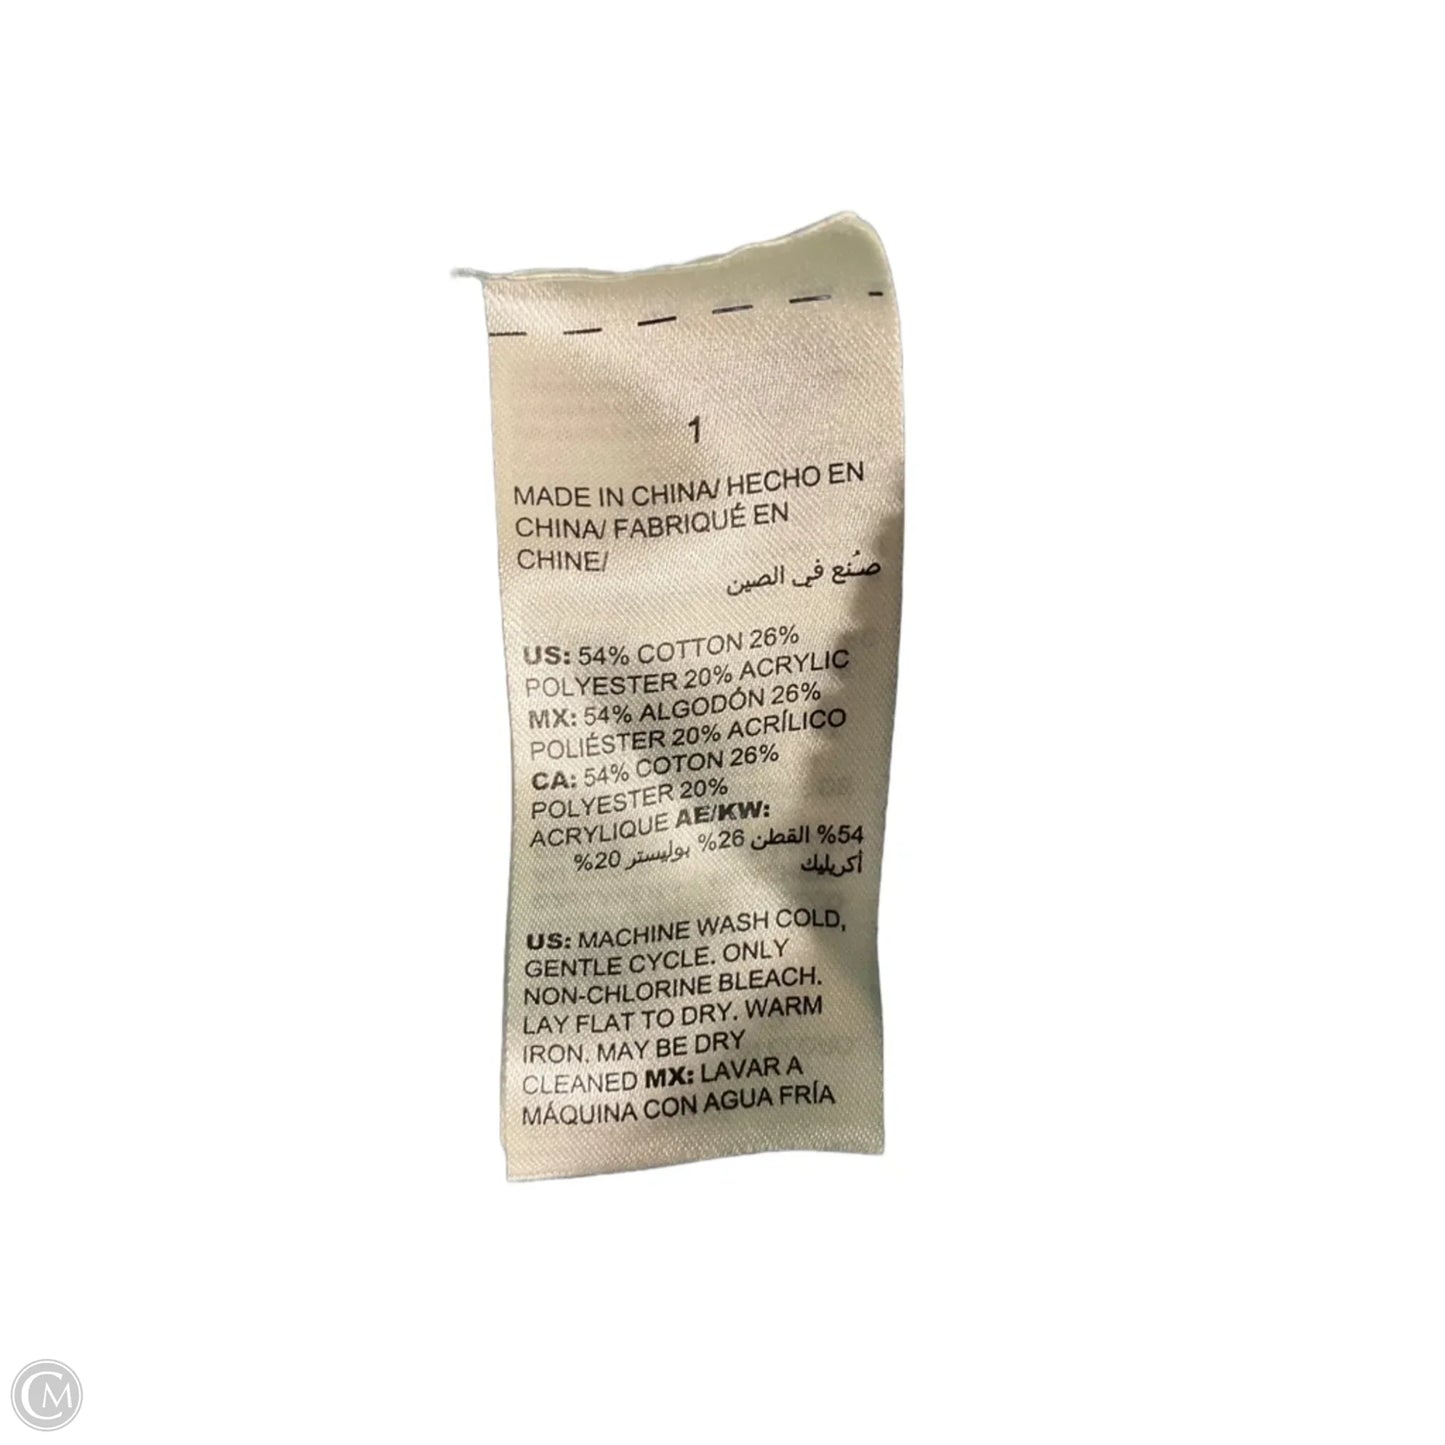 1
MADE IN CHINA/ HECHO EN
CHINA/ FABRIQUÉ EN
CHINE/
صُنع في الصين
US: 54% COTTON 26%
POLYESTER 20% ACRYLIC
MX: 54% ALGODÓN 26%
POLIÉSTER 20% ACRÍLICO
CA: 54% COTON 26%
POLYESTER 20%
ACRYLIQUE AE/KW:
54% القطن 26% بوليستر 20%
أكريليك
US: MACHINE WASH COLD,
GENTLE CYCLE. ONLY
NON-CHLORINE BLEACH.
LAY FLAT TO DRY. WARM
IRON. MAY BE DRY
CLEANED MX: LAVAR A
MÁQUINA CON AGUA FRÍA
CM